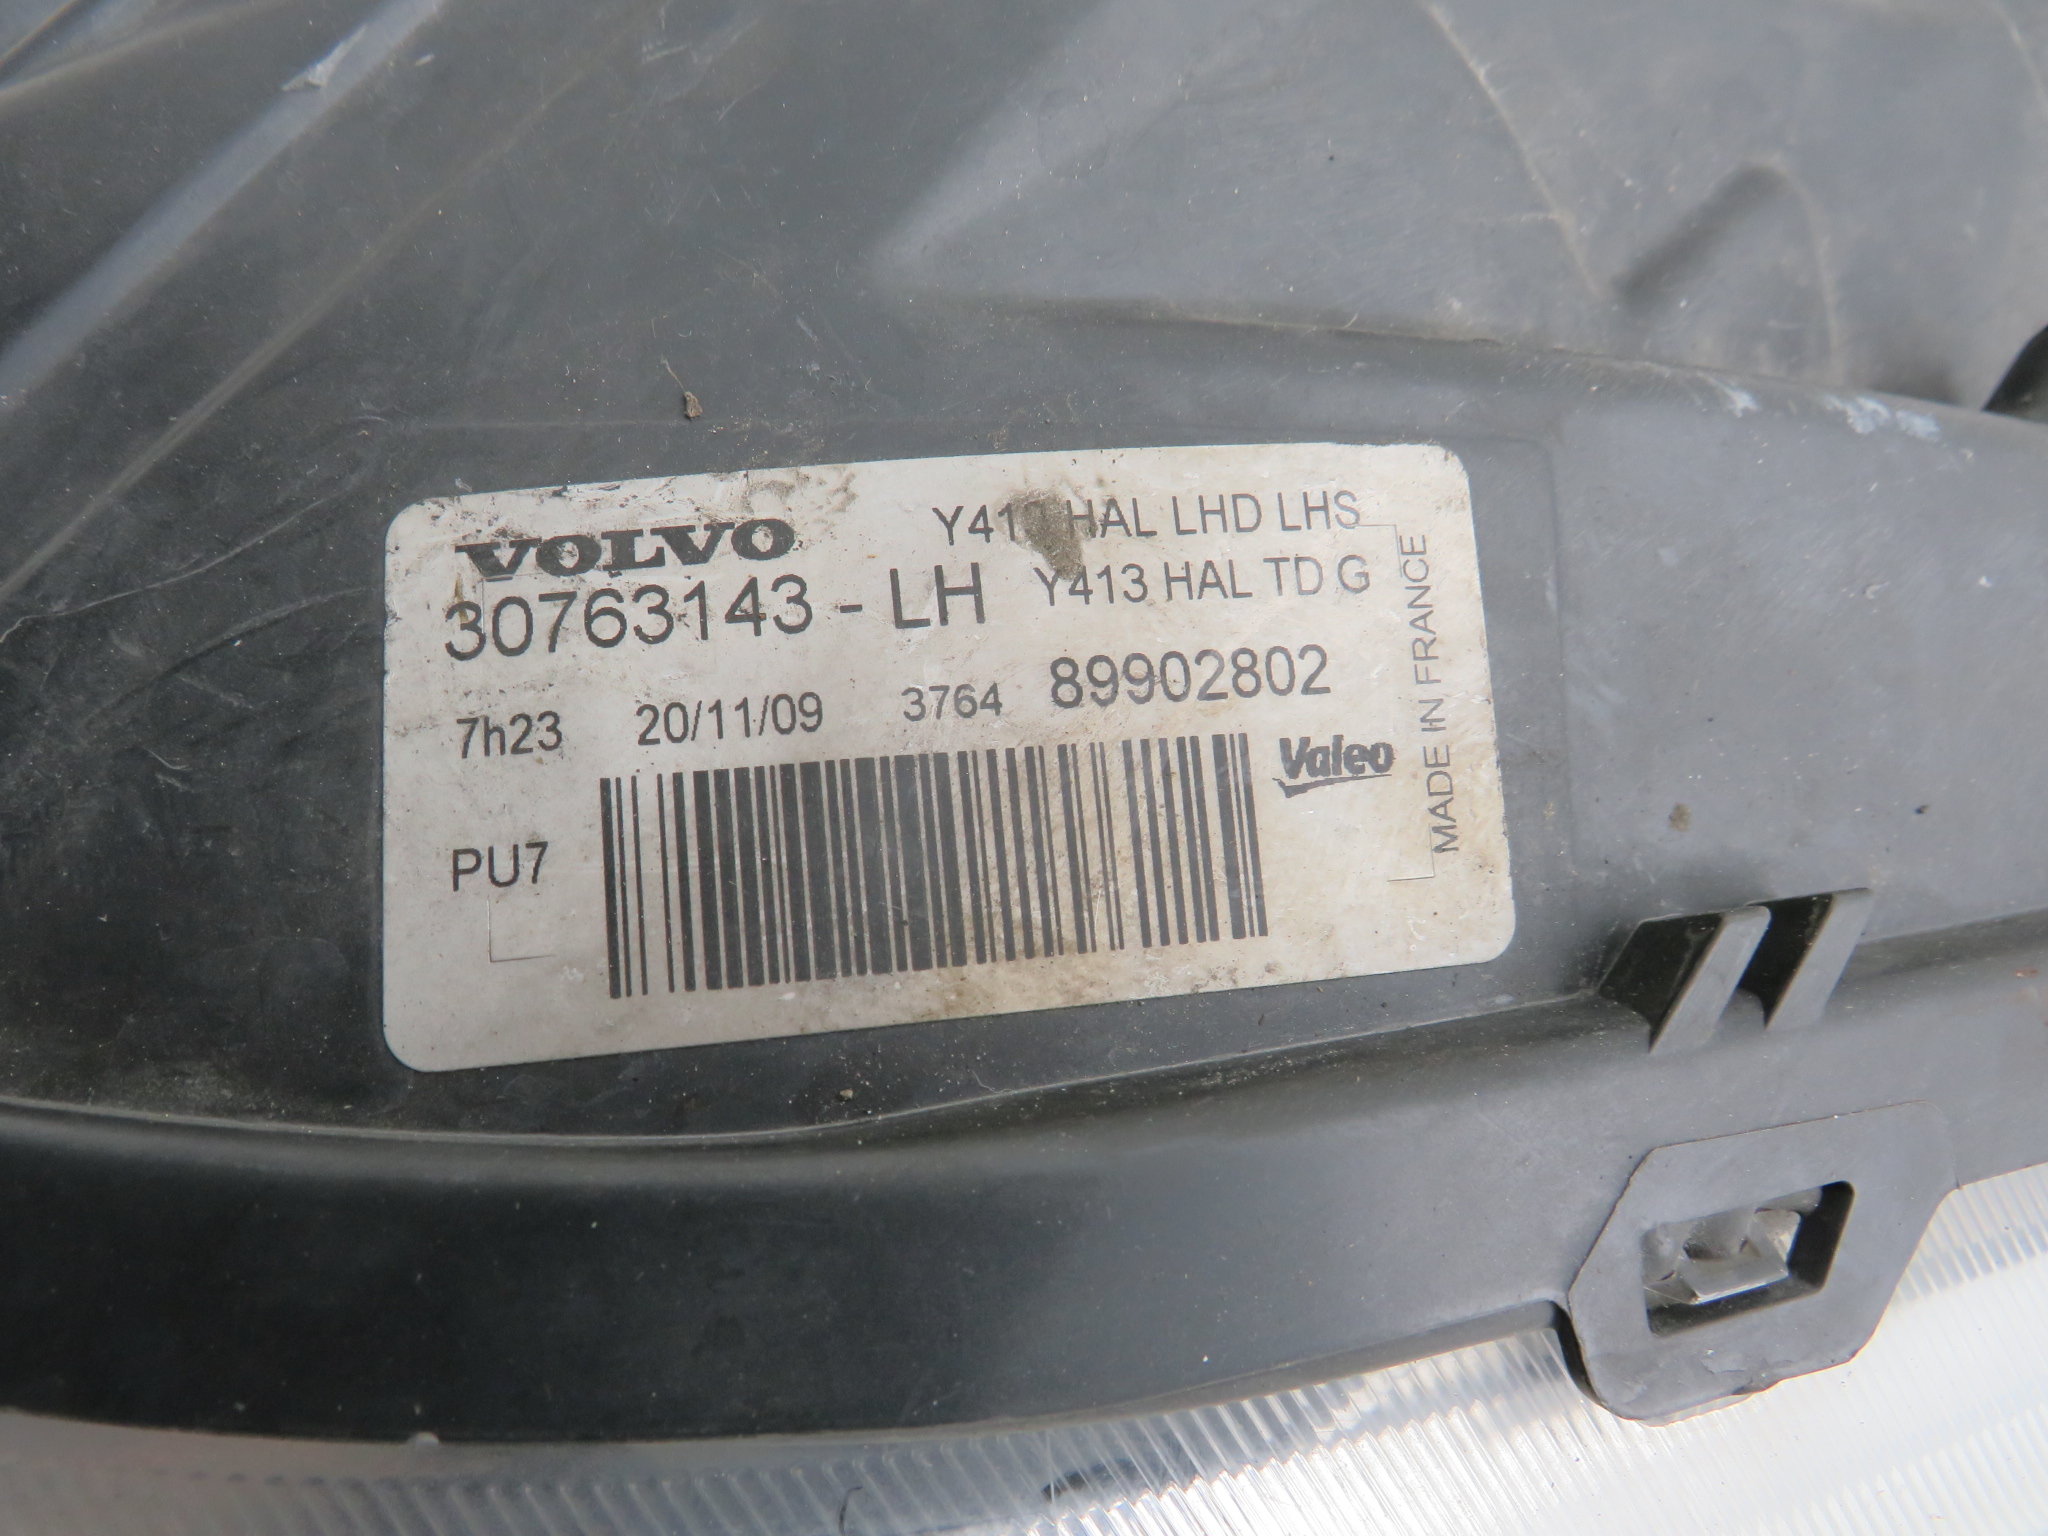 VOLVO
HAL LHD LHS
30763143 - LH
Y413 HAL TD G
7h23 20/11/09 3764 89902802
Valeo
PU7
MADE IN FRANCE